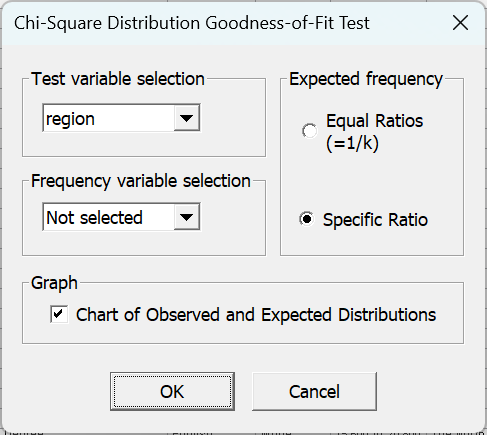 Chi-Square Distribution Goodness-of-Fit Test
Test variable selection
region
Frequency variable selection
Not selected
Expected frequency
Equal Ratios
(=1/k)
Specific Ratio
Graph
Chart of Observed and Expected Distributions
OK
Cancel